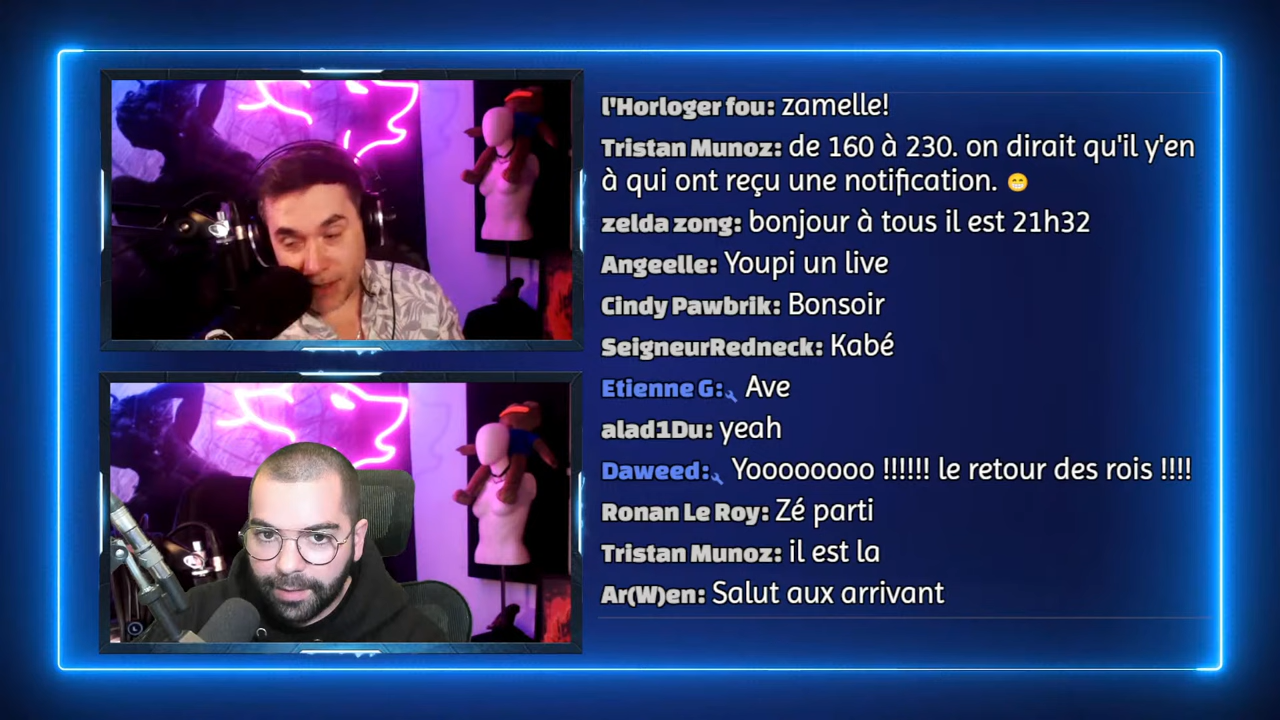 l'Horloger fou: zamelle!
Tristan Munoz: de 160 à 230. on dirait qu'il y'en
à qui ont reçu une notification. 😁
zelda zong: bonjour à tous il est 21h32
Angeelle: Youpi un live
Cindy Pawbrik: Bonsoir
SeigneurRedneck: Kabé
Etienne G: Ave
alad1Du: yeah
Daweed: Yoooooooo !!!!!! le retour des rois !!!!
Ronan Le Roy: Zé parti
Tristan Munoz: il est la
Ar(W)en: Salut aux arrivant